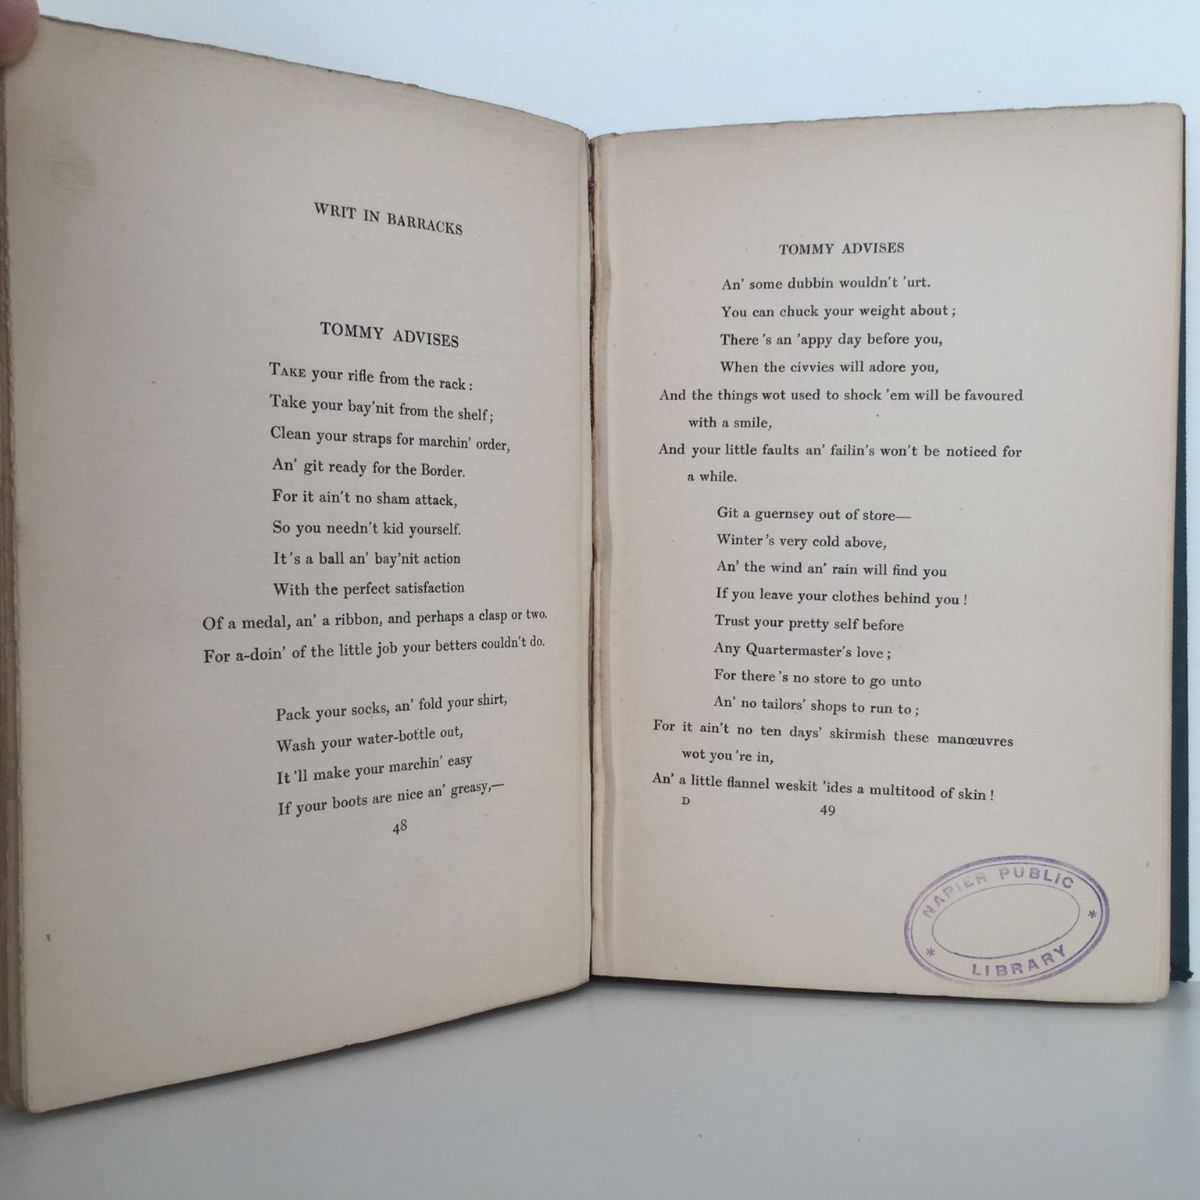 WRIT IN BARRACKS
TOMMY ADVISES
TAKE your rifle from the rack:
Take your bay'nit from the shelf;
Clean your straps for marchin' order,
An' git ready for the Border.
For it ain't no sham attack,
So you needn't kid yourself.
It's a ball an' bay'nit action
With the perfect satisfaction
Of a medal, an' a ribbon, and perhaps a clasp or two.
For a-doin' of the little job your betters couldn't do.
Pack your socks, an' fold your shirt,
Wash your water-bottle out,
It'll make your marchin' easy
If your boots are nice an' greasy,—
48
TOMMY ADVISES
An' some dubbin wouldn't 'urt.
You can chuck your weight about;
There's an 'appy day before you,
When the civvies will adore you,
And the things wot used to shock 'em will be favoured
with a smile,
And your little faults an' failin's won't be noticed for
a while.
Git a guernsey out of store—
Winter's very cold above,
An' the wind an' rain will find you
If you leave your clothes behind you!
Trust your pretty self before
Any Quartermaster's love;
For there's no store to go unto
An' no tailors' shops to run to;
For it ain't no ten days' skirmish these manœuvres
wot you're in,
An' a little flannel weskit 'ides a multitood of skin!
D
49
NAPIER PUBLIC
* *
LIBRARY